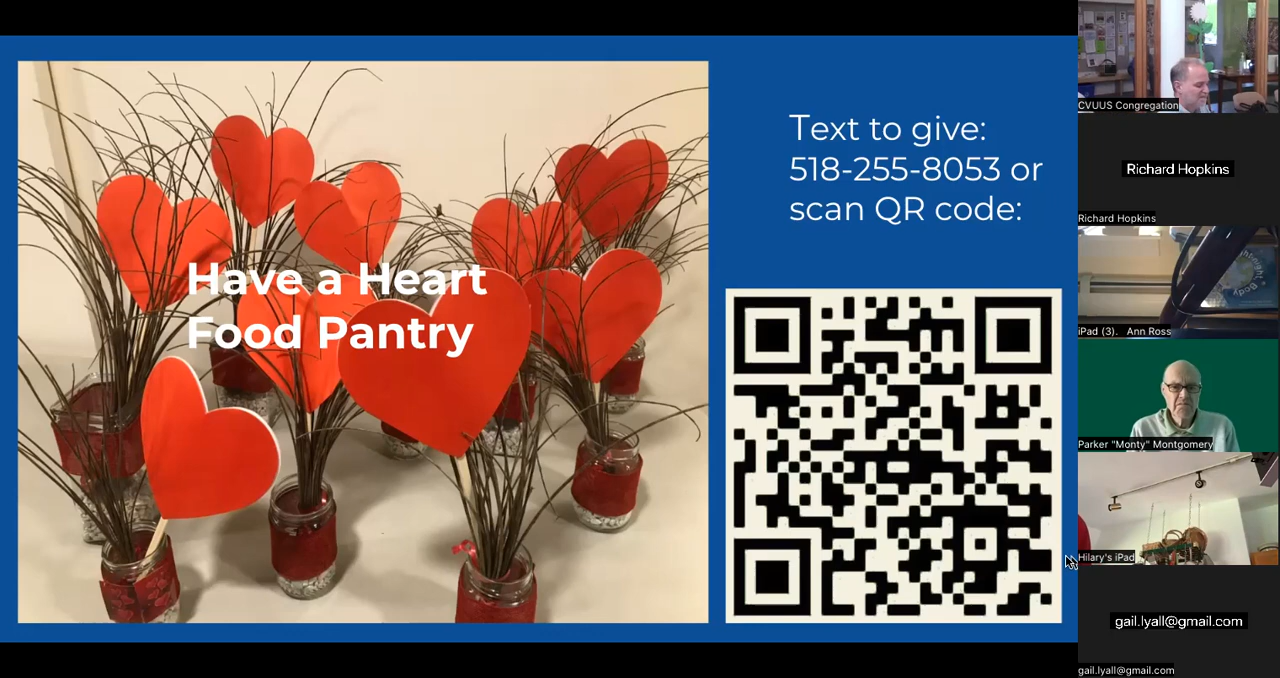 Have a Heart
Food Pantry
Text to give:
518-255-8053 or
scan QR code:
CVUUS Congregation
Richard Hopkins
Richard Hopkins
iPad (3). Ann Ross
Parker "Monty" Montgomery
Hilary's iPad
gail.lyall@gmail.com
gail.lyall@gmail.com